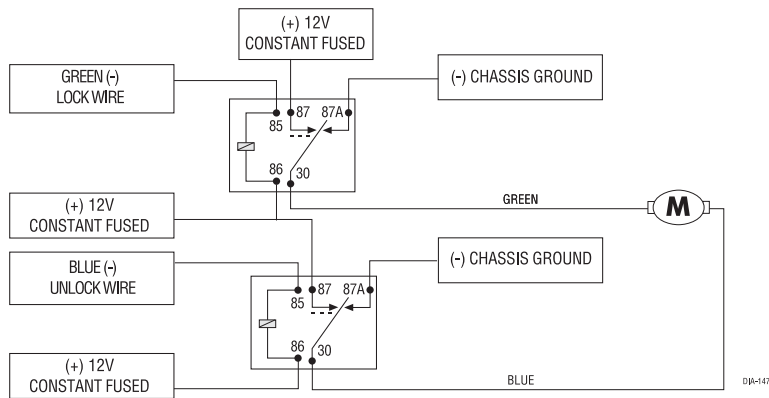 (+) 12V
CONSTANT FUSED
GREEN (-)
LOCK WIRE
(-) CHASSIS GROUND
87
87A
85
86
30
GREEN
M
(+) 12V
CONSTANT FUSED
(-) CHASSIS GROUND
BLUE (-)
UNLOCK WIRE
87
87A
85
86
30
(+) 12V
CONSTANT FUSED
BLUE
DIA-147